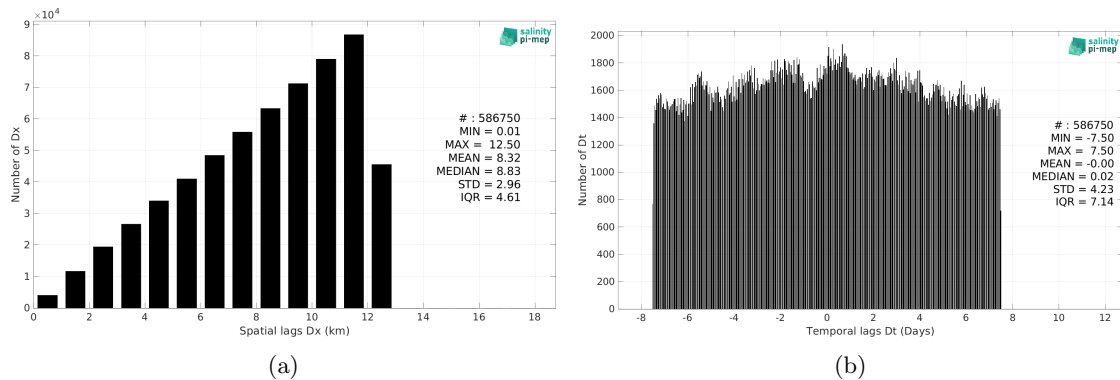 ×10⁴
9
8
7
6
5
4
3
2
1
0
Number of Dx
0 2 4 6 8 10 12 14 16 18
Spatial lags Dx (km)
salinity
pi-mep
# : 586750
MIN = 0.01
MAX = 12.50
MEAN = 8.32
MEDIAN = 8.83
STD = 2.96
IQR = 4.61
(a)
2000
1800
1600
1400
1200
1000
800
600
400
200
0
Number of Dt
-8 -6 -4 -2 0 2 4 6 8 10 12
Temporal lags Dt (Days)
salinity
pi-mep
# : 586750
MIN = -7.50
MAX = 7.50
MEAN = -0.00
MEDIAN = 0.02
STD = 4.23
IQR = 7.14
(b)